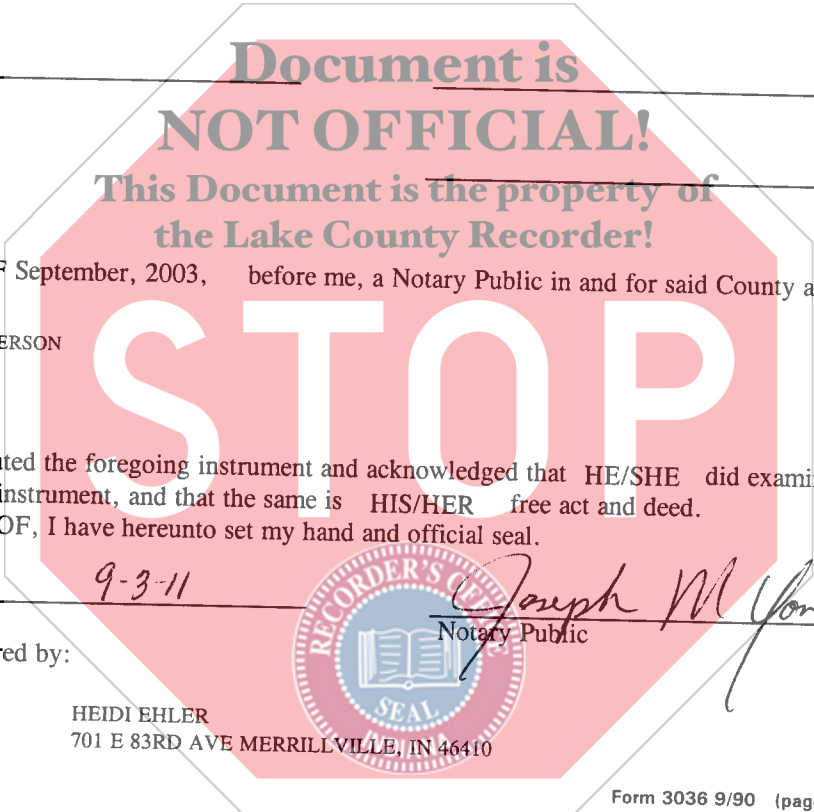 Document is
NOT OFFICIAL!
This Document is the property of
the Lake County Recorder!
September, 2003, before me, a Notary Public in and for said County a
ERSON
STOP
ted the foregoing instrument and acknowledged that HE/SHE did exami
instrument, and that the same is HIS/HER free act and deed.
OF, I have hereunto set my hand and official seal.
9-3-11
Joseph M Yon
Notary Public
RECORDER'S OFFICE
SEAL
red by:
HEIDI EHLER
701 E 83RD AVE MERRILLVILLE, IN 46410
Form 3036 9/90 (pag